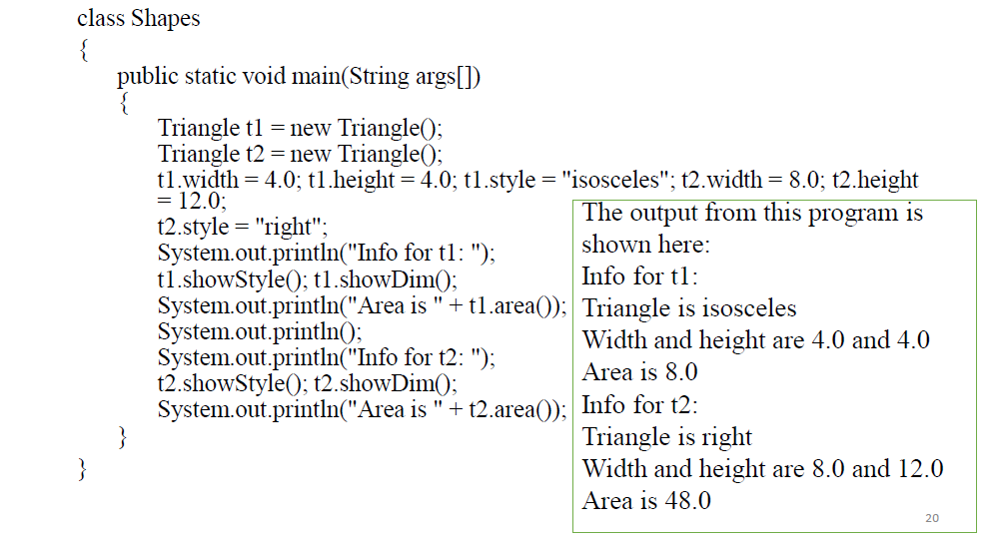 class Shapes
{
public static void main(String args[])
{
Triangle t1 = new Triangle();
Triangle t2 = new Triangle();
t1.width = 4.0; t1.height = 4.0; t1.style = "isosceles"; t2.width = 8.0; t2.height
= 12.0;
t2.style = "right";
System.out.println("Info for t1: ");
t1.showStyle(); t1.showDim();
System.out.println("Area is " + t1.area());
System.out.println();
System.out.println("Info for t2: ");
t2.showStyle(); t2.showDim();
System.out.println("Area is " + t2.area());
}
}
The output from this program is
shown here:
Info for t1:
Triangle is isosceles
Width and height are 4.0 and 4.0
Area is 8.0
Info for t2:
Triangle is right
Width and height are 8.0 and 12.0
Area is 48.0
20